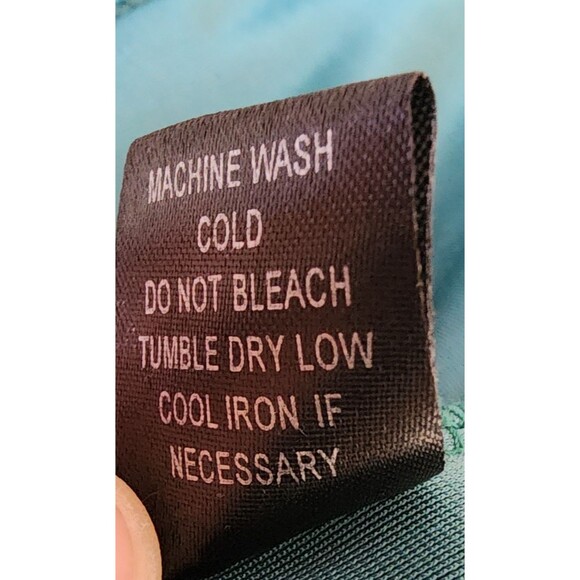 MACHINE WASH
COLD
DO NOT BLEACH
TUMBLE DRY LOW
COOL IRON IF
NECESSARY